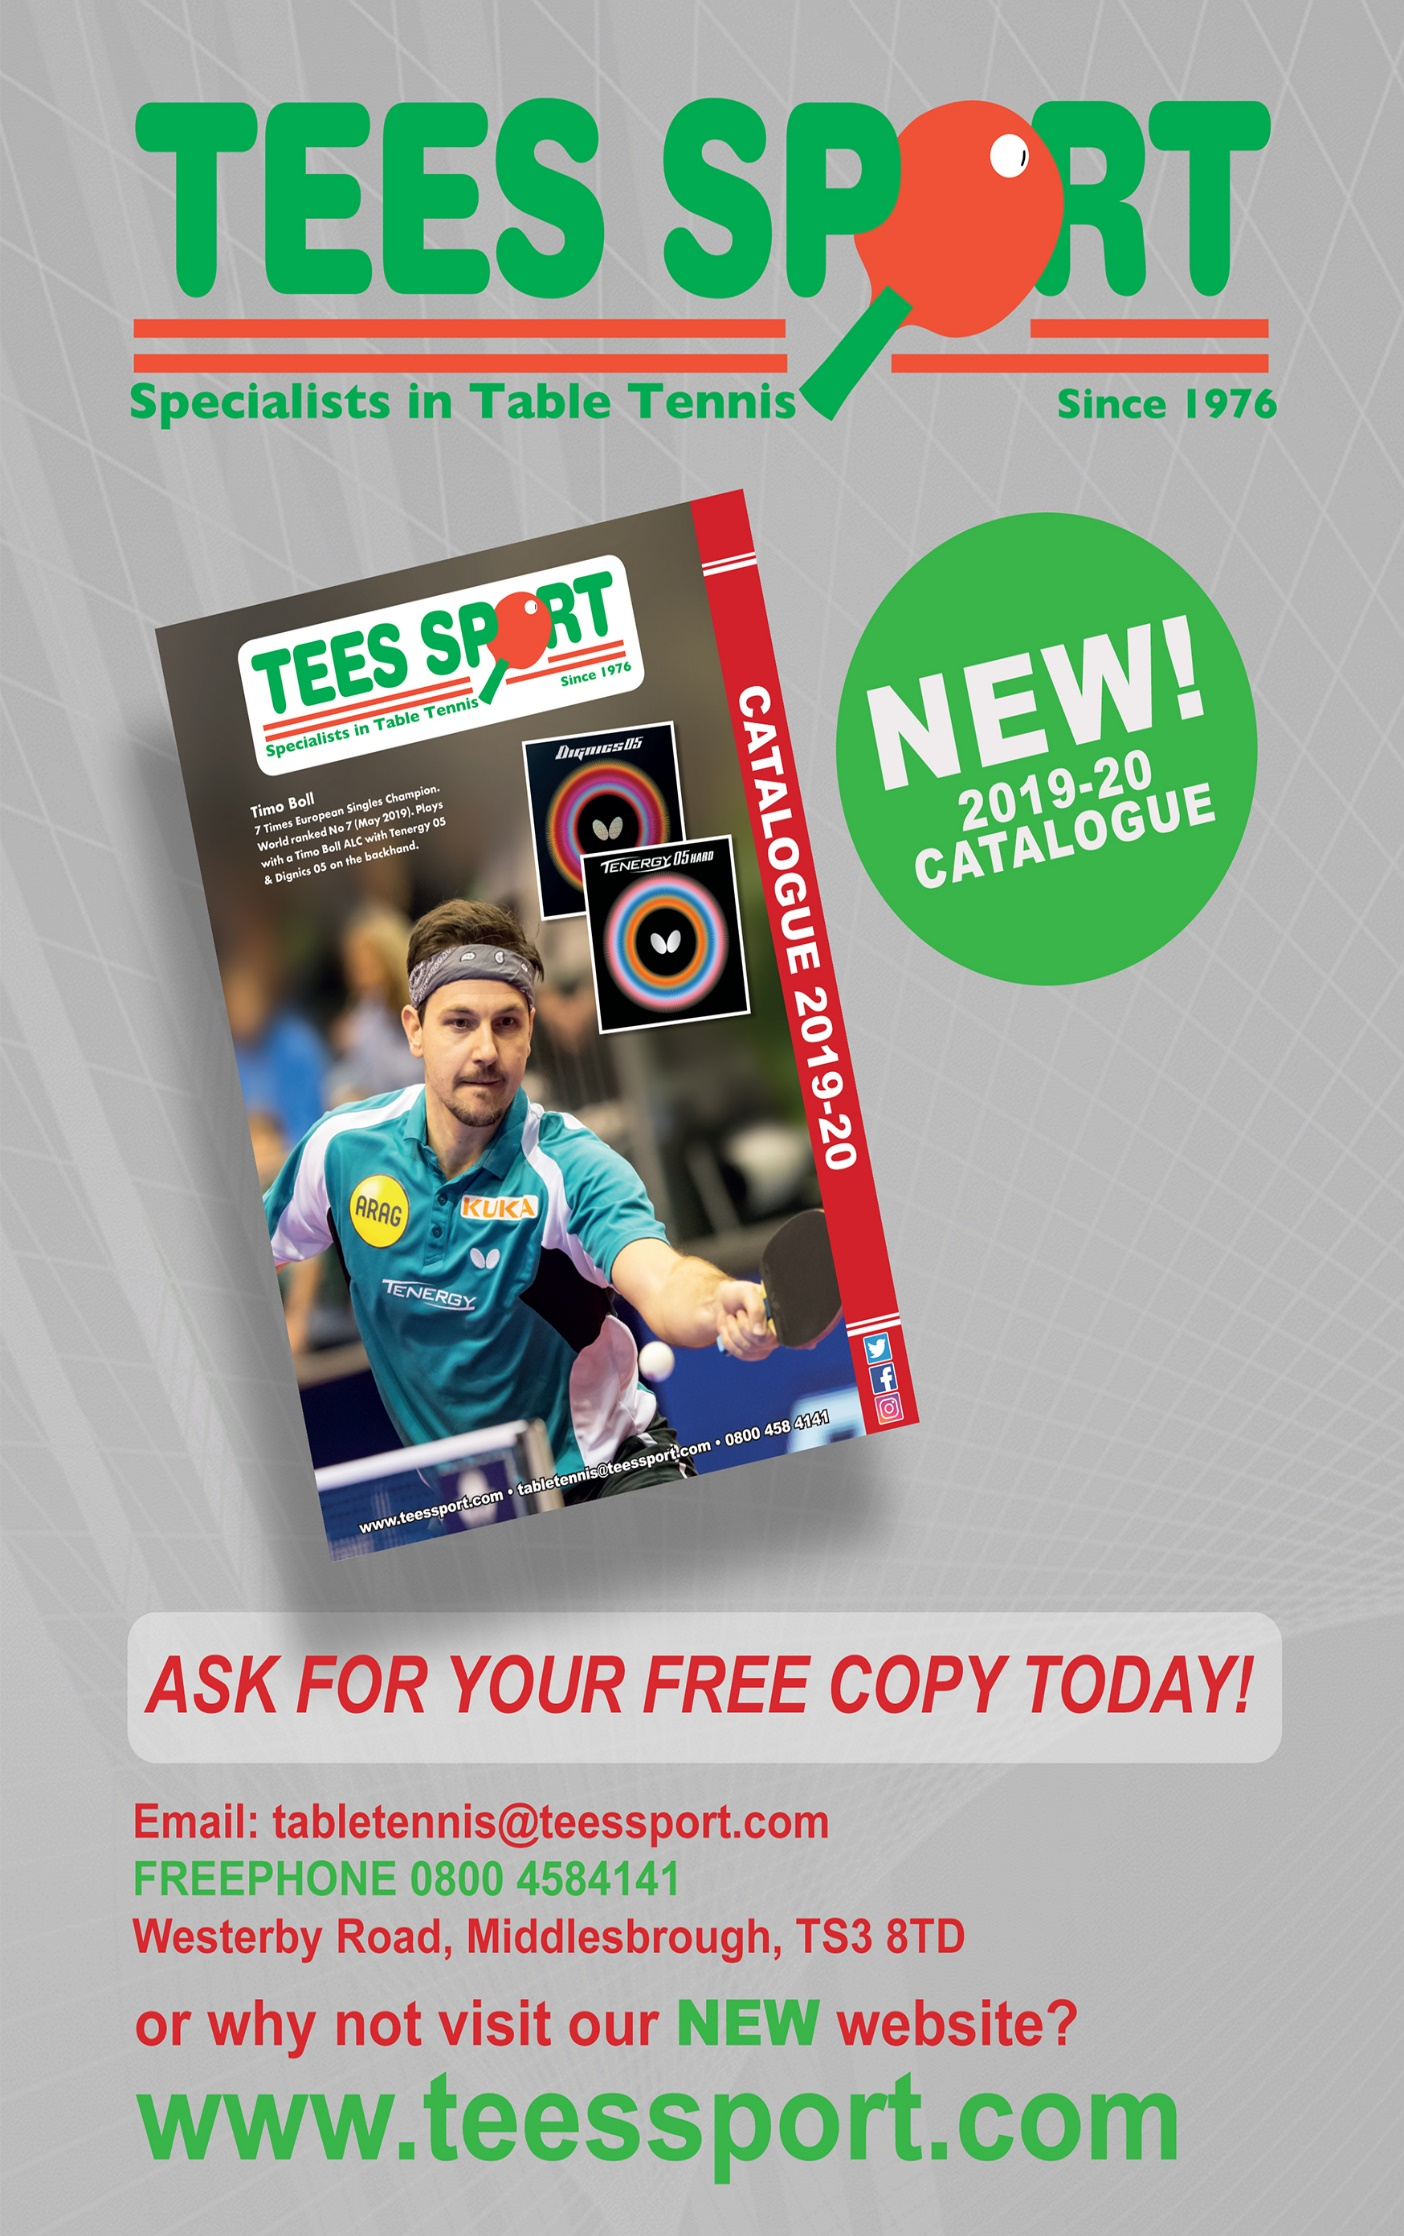 TEES SPORT
Specialists in Table Tennis
Since 1976
TEES SPORT
Specialists in Table Tennis
Since 1976
Timo Boll
7 Times European Singles Champion.
World ranked No 7 (May 2019). Plays
with a Timo Boll ALC with Tenergy 05
& Dignics 05 on the backhand.
DIGNICS 05
TENERGY 05 HARD
CATALOGUE 2019-20
ARAG
KUKA
TENERGY
www.teessport.com • tabletennis@teessport.com • 0800 458 4141
NEW!
2019-20
CATALOGUE
ASK FOR YOUR FREE COPY TODAY!
Email: tabletennis@teessport.com
FREEPHONE 0800 4584141
Westerby Road, Middlesbrough, TS3 8TD
or why not visit our NEW website?
www.teessport.com